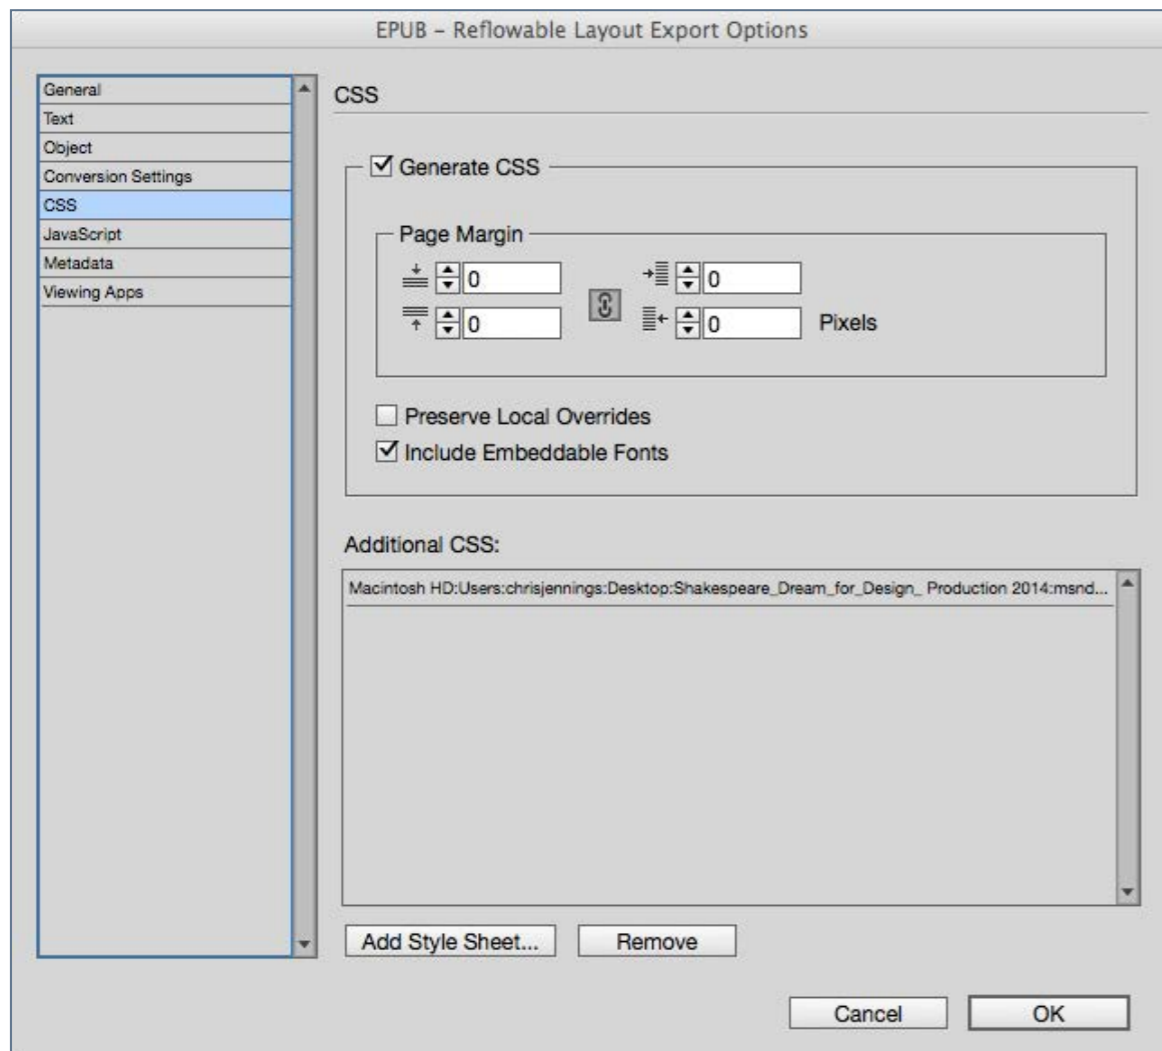 EPUB – Reflowable Layout Export Options
General
Text
Object
Conversion Settings
CSS
JavaScript
Metadata
Viewing Apps
CSS
Generate CSS
Page Margin
0 0
0 0 Pixels
Preserve Local Overrides
Include Embeddable Fonts
Additional CSS:
Macintosh HD:Users:chrisjennings:Desktop:Shakespeare_Dream_for_Design_ Production 2014:msnd...
Add Style Sheet... Remove
Cancel OK